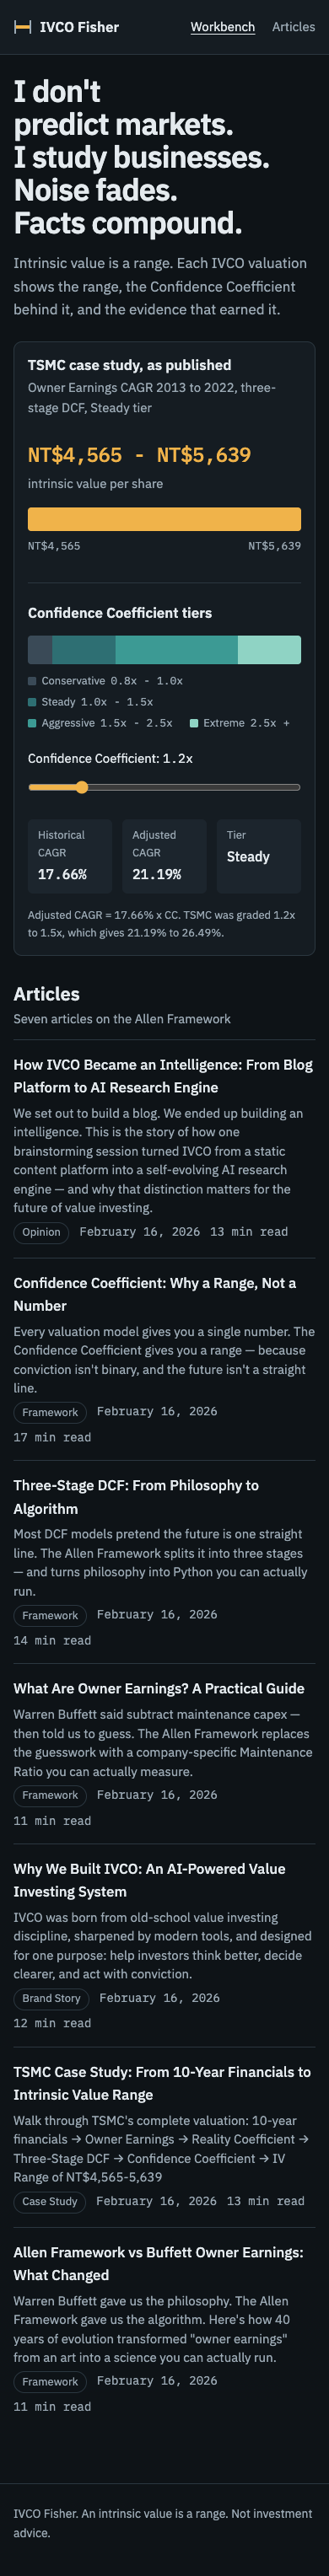 IVCO Fisher
Workbench
Articles
I don't
predict markets.
I study businesses.
Noise fades.
Facts compound.
Intrinsic value is a range. Each IVCO valuation
shows the range, the Confidence Coefficient
behind it, and the evidence that earned it.
TSMC case study, as published
Owner Earnings CAGR 2013 to 2022, three-
stage DCF, Steady tier
NT$4,565 - NT$5,639
intrinsic value per share
NT$4,565
NT$5,639
Confidence Coefficient tiers
Conservative 0.8x - 1.0x
Steady 1.0x - 1.5x
Aggressive 1.5x - 2.5x
Extreme 2.5x +
Confidence Coefficient: 1.2x
Historical
CAGR
17.66%
Adjusted
CAGR
21.19%
Tier
Steady
Adjusted CAGR = 17.66% x CC. TSMC was graded 1.2x
to 1.5x, which gives 21.19% to 26.49%.
Articles
Seven articles on the Allen Framework
How IVCO Became an Intelligence: From Blog
Platform to AI Research Engine
We set out to build a blog. We ended up building an
intelligence. This is the story of how one
brainstorming session turned IVCO from a static
content platform into a self-evolving AI research
engine — and why that distinction matters for the
future of value investing.
Opinion February 16, 2026 13 min read
Confidence Coefficient: Why a Range, Not a
Number
Every valuation model gives you a single number. The
Confidence Coefficient gives you a range — because
conviction isn't binary, and the future isn't a straight
line.
Framework February 16, 2026
17 min read
Three-Stage DCF: From Philosophy to
Algorithm
Most DCF models pretend the future is one straight
line. The Allen Framework splits it into three stages
— and turns philosophy into Python you can actually
run.
Framework February 16, 2026
14 min read
What Are Owner Earnings? A Practical Guide
Warren Buffett said subtract maintenance capex —
then told us to guess. The Allen Framework replaces
the guesswork with a company-specific Maintenance
Ratio you can actually measure.
Framework February 16, 2026
11 min read
Why We Built IVCO: An AI-Powered Value
Investing System
IVCO was born from old-school value investing
discipline, sharpened by modern tools, and designed
for one purpose: help investors think better, decide
clearer, and act with conviction.
Brand Story February 16, 2026
12 min read
TSMC Case Study: From 10-Year Financials to
Intrinsic Value Range
Walk through TSMC's complete valuation: 10-year
financials → Owner Earnings → Reality Coefficient →
Three-Stage DCF → Confidence Coefficient → IV
Range of NT$4,565-5,639
Case Study February 16, 2026 13 min read
Allen Framework vs Buffett Owner Earnings:
What Changed
Warren Buffett gave us the philosophy. The Allen
Framework gave us the algorithm. Here's how 40
years of evolution transformed "owner earnings"
from an art into a science you can actually run.
Framework February 16, 2026
11 min read
IVCO Fisher. An intrinsic value is a range. Not investment
advice.